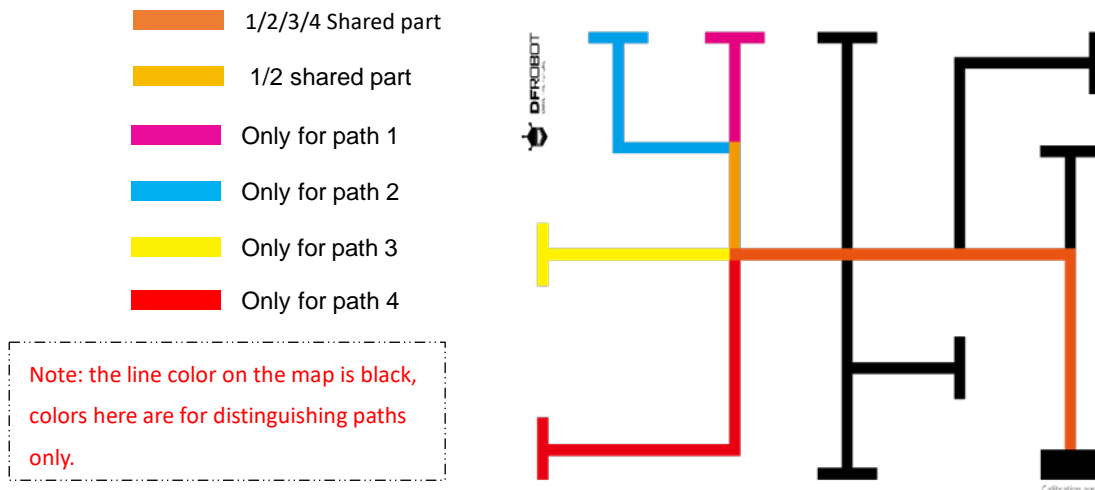 1/2/3/4 Shared part
1/2 shared part
Only for path 1
Only for path 2
Only for path 3
Only for path 4
Note: the line color on the map is black,
colors here are for distinguishing paths
only.
DFROBOT